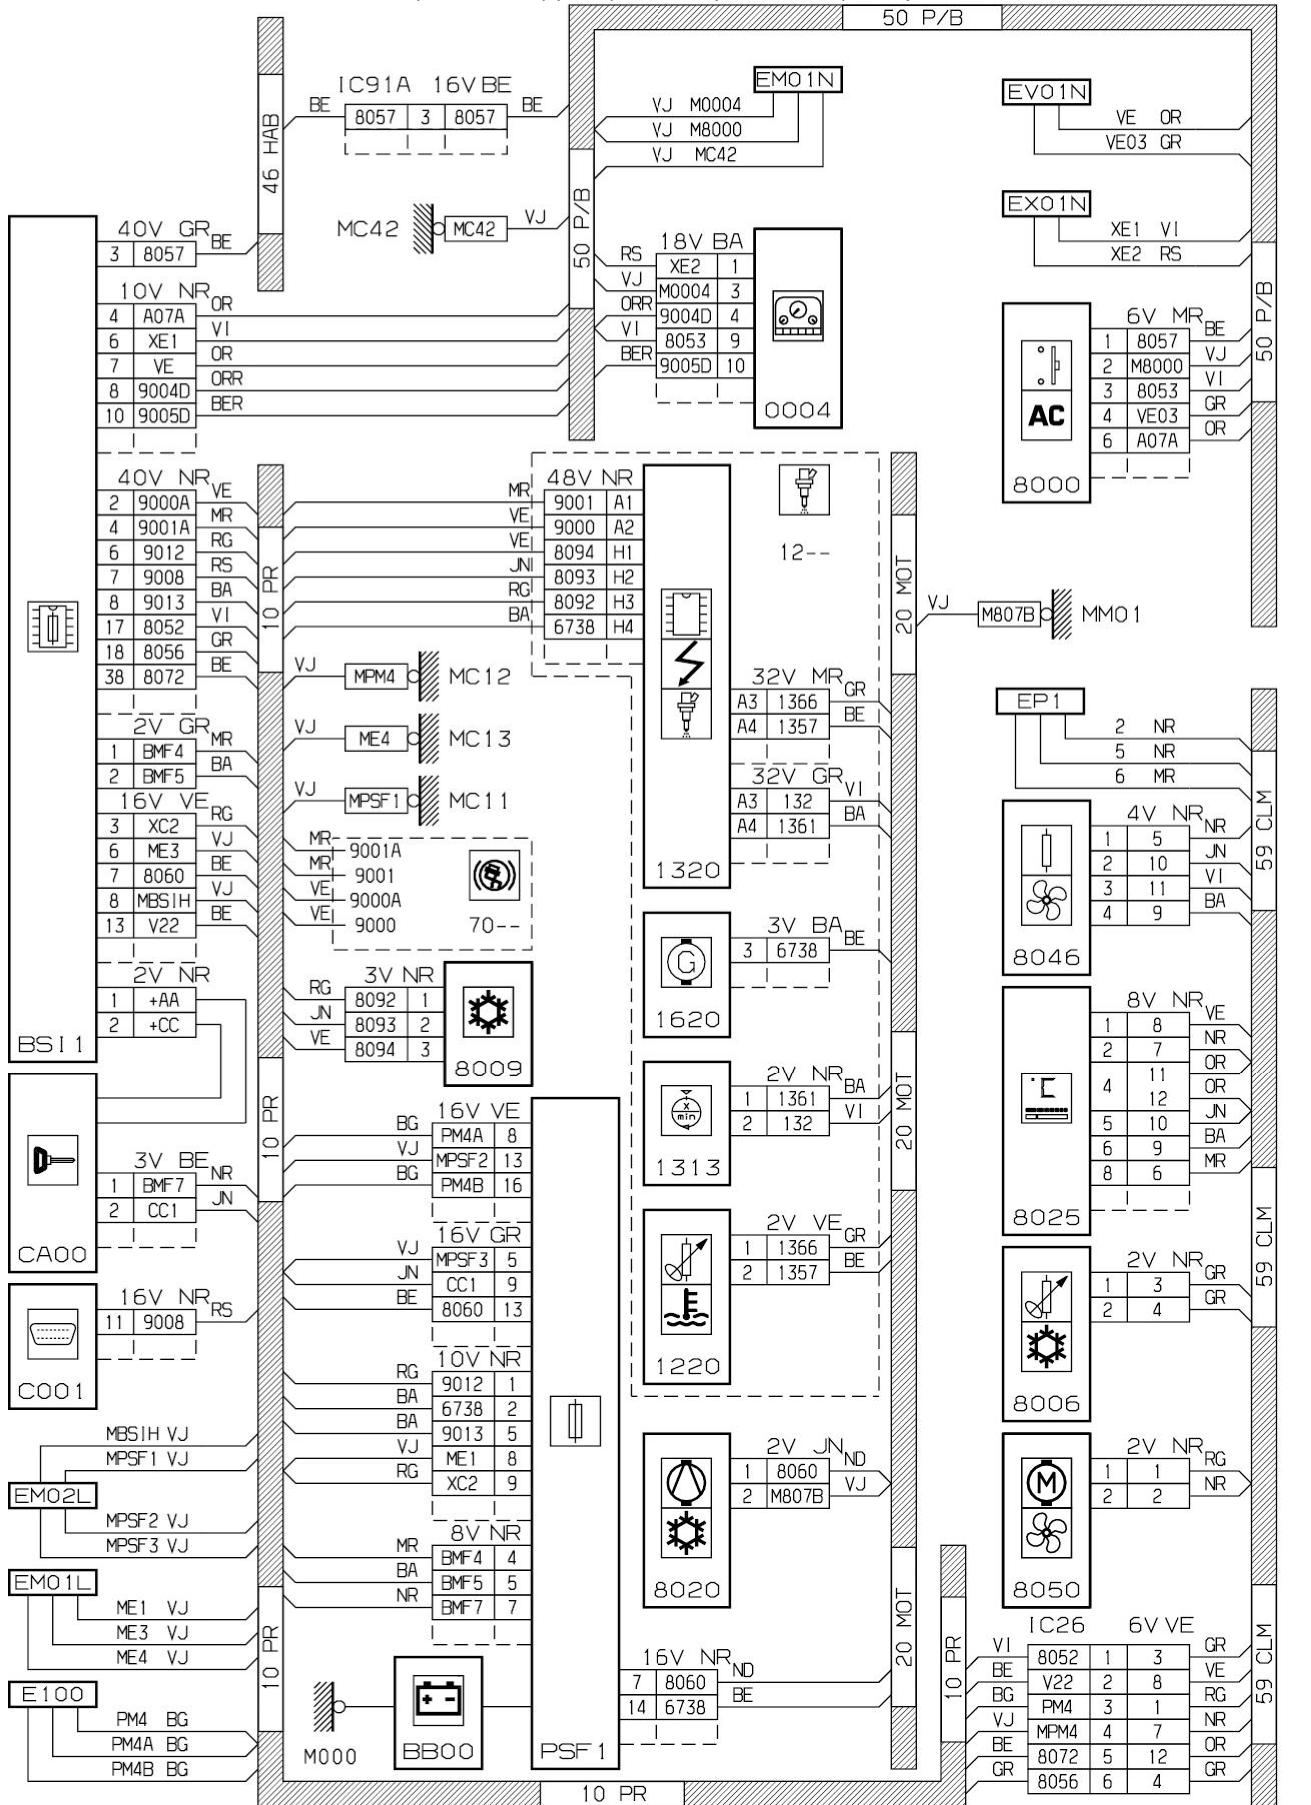 50 P/B
46 HAB
IC91A 16V BE
BE 8057 3 8057 BE
EM01N
VJ M0004
VJ M8000
VJ MC42
EV01N
VE OR
VE03 GR
MC42 MC42 VJ
50 P/B
EX01N
XE1 VI
XE2 RS
50 P/B
40V GR
3 8057 BE
10V NR
4 A07A OR
6 XE1 VI
7 VE OR
8 9004D ORR
10 9005D BER
18V BA
RS XE2 1
VJ M0004 3
ORR 9004D 4
VI 8053 9
BER 9005D 10
0004
6V MR
1 8057 BE
2 M8000 VJ
3 8053 VI
4 VE03 GR
6 A07A OR
AC
8000
40V NR
2 9000A VE
4 9001A MR
6 9012 RG
7 9008 RS
8 9013 BA
17 8052 VI
18 8056 GR
38 8072 BE
2V GR
1 BMF4 MR
2 BMF5 BA
16V VE
3 XC2 RG
6 ME3 VJ
7 8060 BE
8 MBSIH VJ
13 V22 BE
2V NR
1 +AA
2 +CC
BSI1
10 PR
48V NR
MR 9001 A1
VE 9000 A2
VE 8094 H1
JN 8093 H2
RG 8092 H3
BA 6738 H4
12--
20 MOT
VJ M807B MM01
VJ MPM4 MC12
VJ ME4 MC13
VJ MPSF1 MC11
MR 9001A
MR 9001
VE 9000A
VE 9000
70--
32V MR
A3 1366 GR
A4 1357 BE
32V GR
A3 132 VI
A4 1361 BA
1320
EP1
2 NR
5 NR
6 MR
59 CLM
4V NR
1 5 NR
2 10 JN
3 11 VI
4 9 BA
8046
3V NR
RG 8092 1
JN 8093 2
VE 8094 3
8009
3V BA
3 6738 BE
G
1620
8V NR
1 8 VE
2 7 NR
4 11 OR
12 OR
5 10 JN
6 9 BA
8 6 MR
°C
8025
10 PR
20 MOT
2V NR
1 1361 BA
2 132 VI
x
min
1313
3V BE
1 BMF7 NR
2 CC1 JN
CA00
16V VE
BG PM4A 8
VJ MPSF2 13
BG PM4B 16
16V GR
VJ MPSF3 5
JN CC1 9
BE 8060 13
10V NR
RG 9012 1
BA 6738 2
BA 9013 5
VJ ME1 8
RG XC2 9
8V NR
MR BMF4 4
BA BMF5 5
NR BMF7 7
PSF1
2V VE
1 1366 GR
2 1357 BE
1220
59 CLM
2V NR
1 3 GR
2 4 GR
8006
16V NR
11 9008 RS
C001
MBSIH VJ
MPSF1 VJ
EM02L
MPSF2 VJ
MPSF3 VJ
EM01L
ME1 VJ
ME3 VJ
ME4 VJ
E100
PM4 BG
PM4A BG
PM4B BG
10 PR
2V JN
1 8060 ND
2 M807B VJ
8020
2V NR
1 1 RG
2 2 NR
M
8050
20 MOT
10 PR
59 CLM
16V NR
7 8060 ND
14 6738 BE
M000
BB00
IC26 6V VE
VI 8052 1 3 GR
BE V22 2 8 VE
BG PM4 3 1 RG
VJ MPM4 4 7 NR
BE 8072 5 12 OR
GR 8056 6 4 GR
10 PR